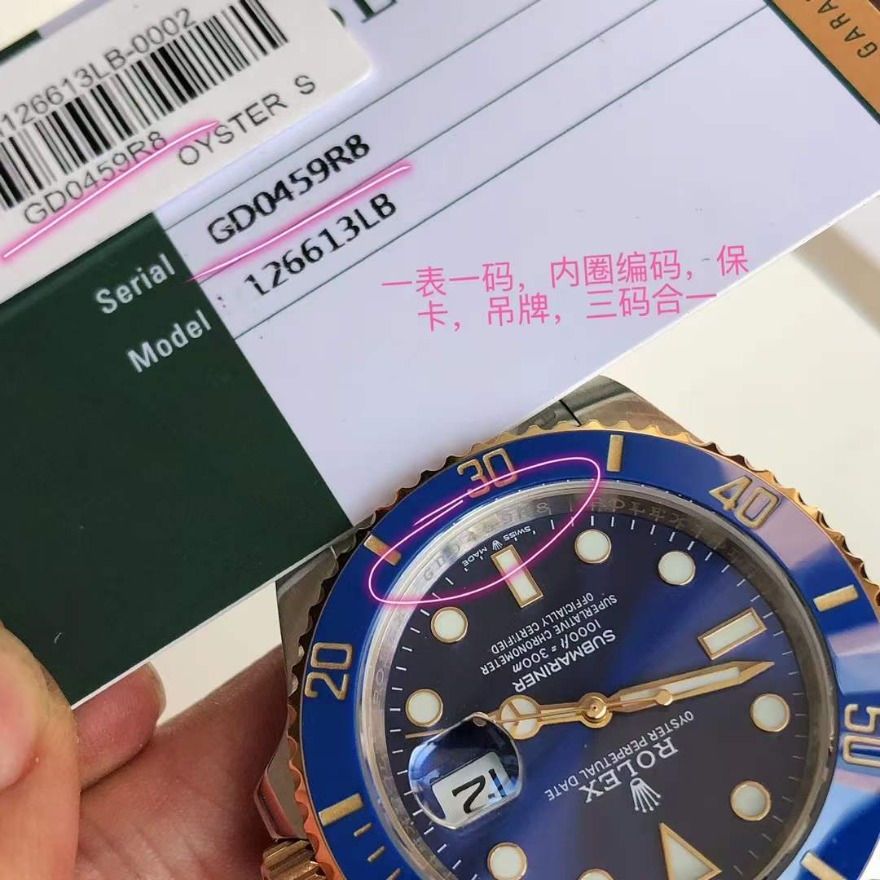 126613LB-0002
GD0459R8 OYSTER S
GARA
Serial GD0459R8
Model : 126613LB
一表一码，内圈编码，保
卡，吊牌，三码合一
20
30
40
50
SWISS MADE
SUBMARINER
1000ft = 300m
SUPERLATIVE CHRONOMETER
OFFICIALLY CERTIFIED
12
ROLEX
OYSTER PERPETUAL DATE